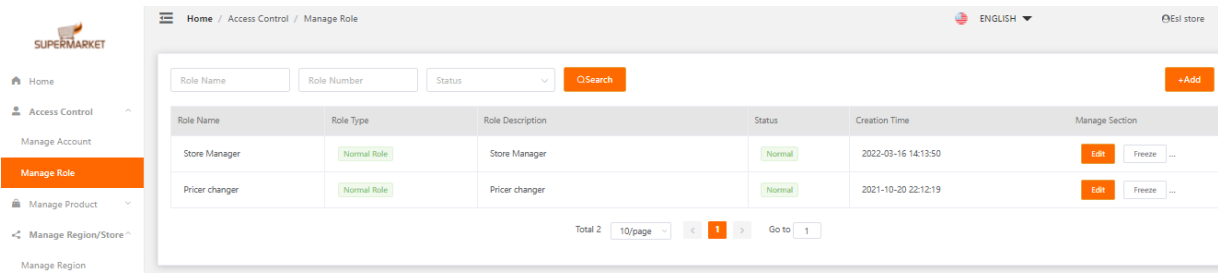 SUPERMARKET
Home / Access Control / Manage Role
ENGLISH
Esl store
Home
Access Control
Manage Account
Manage Role
Manage Product
Manage Region/Store
Manage Region
Role Name
Role Number
Status
Search
+Add
Role Name Role Type Role Description Status Creation Time Manage Section
Store Manager Normal Role Store Manager Normal 2022-03-16 14:13:50 Edit Freeze ...
Pricer changer Normal Role Pricer changer Normal 2021-10-20 22:12:19 Edit Freeze ...
Total 2 10/page < 1 > Go to 1